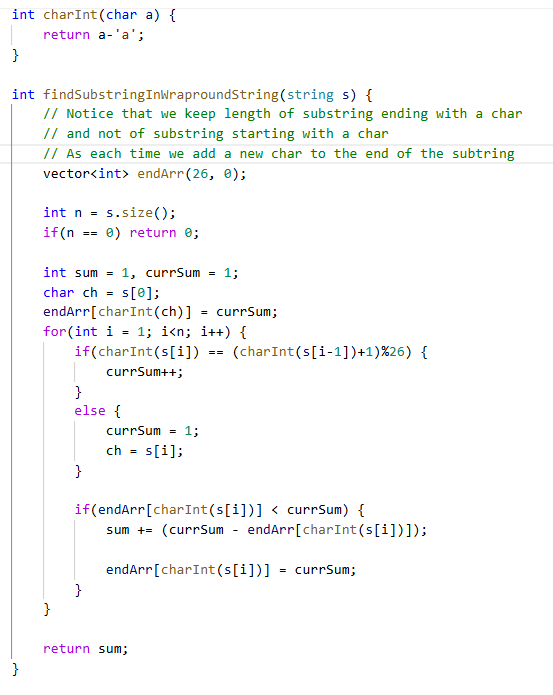 int charInt(char a) {
    return a-'a';
}

int findSubstringInWraproundString(string s) {
    // Notice that we keep length of substring ending with a char
    // and not of substring starting with a char
    // As each time we add a new char to the end of the subtring
    vector<int> endArr(26, 0);

    int n = s.size();
    if(n == 0) return 0;

    int sum = 1, currSum = 1;
    char ch = s[0];
    endArr[charInt(ch)] = currSum;
    for(int i = 1; i<n; i++) {
        if(charInt(s[i]) == (charInt(s[i-1])+1)%26) {
            currSum++;
        }
        else {
            currSum = 1;
            ch = s[i];
        }

        if(endArr[charInt(s[i])] < currSum) {
            sum += (currSum - endArr[charInt(s[i])]);

            endArr[charInt(s[i])] = currSum;
        }
    }

    return sum;
}